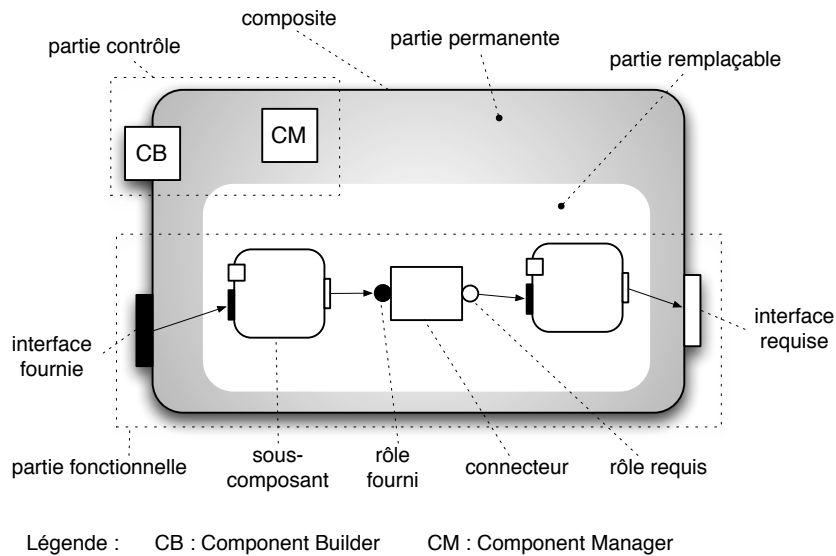 composite
partie contrôle
partie permanente
partie remplaçable
CB
CM
interface
fournie
interface
requise
partie fonctionnelle
sous-
composant
rôle
fourni
connecteur
rôle requis
Légende : CB : Component Builder CM : Component Manager